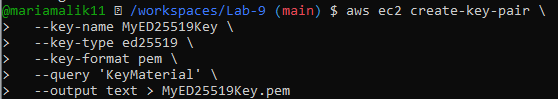 @mariamalik11 ⍰ /workspaces/Lab-9 (main) $ aws ec2 create-key-pair \
>   --key-name MyED25519Key \
>   --key-type ed25519 \
>   --key-format pem \
>   --query 'KeyMaterial' \
>   --output text > MyED25519Key.pem